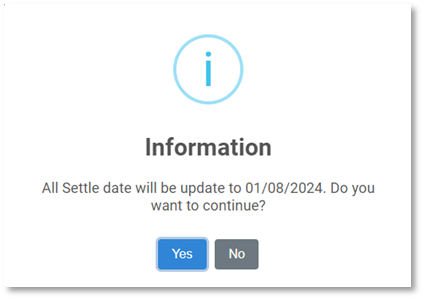 i
Information
All Settle date will be update to 01/08/2024. Do you
want to continue?
Yes No